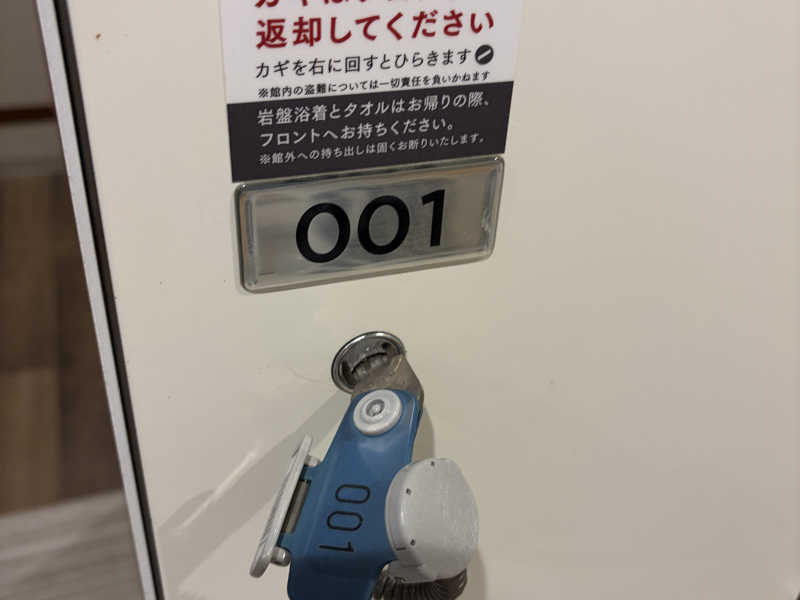 返却してください
カギを右に回すとひらきます
※館内の盗難については一切責任を負いかねます
岩盤浴着とタオルはお帰りの際、
フロントへお持ちください。
※館外への持ち出しは固くお断りいたします。
001
001